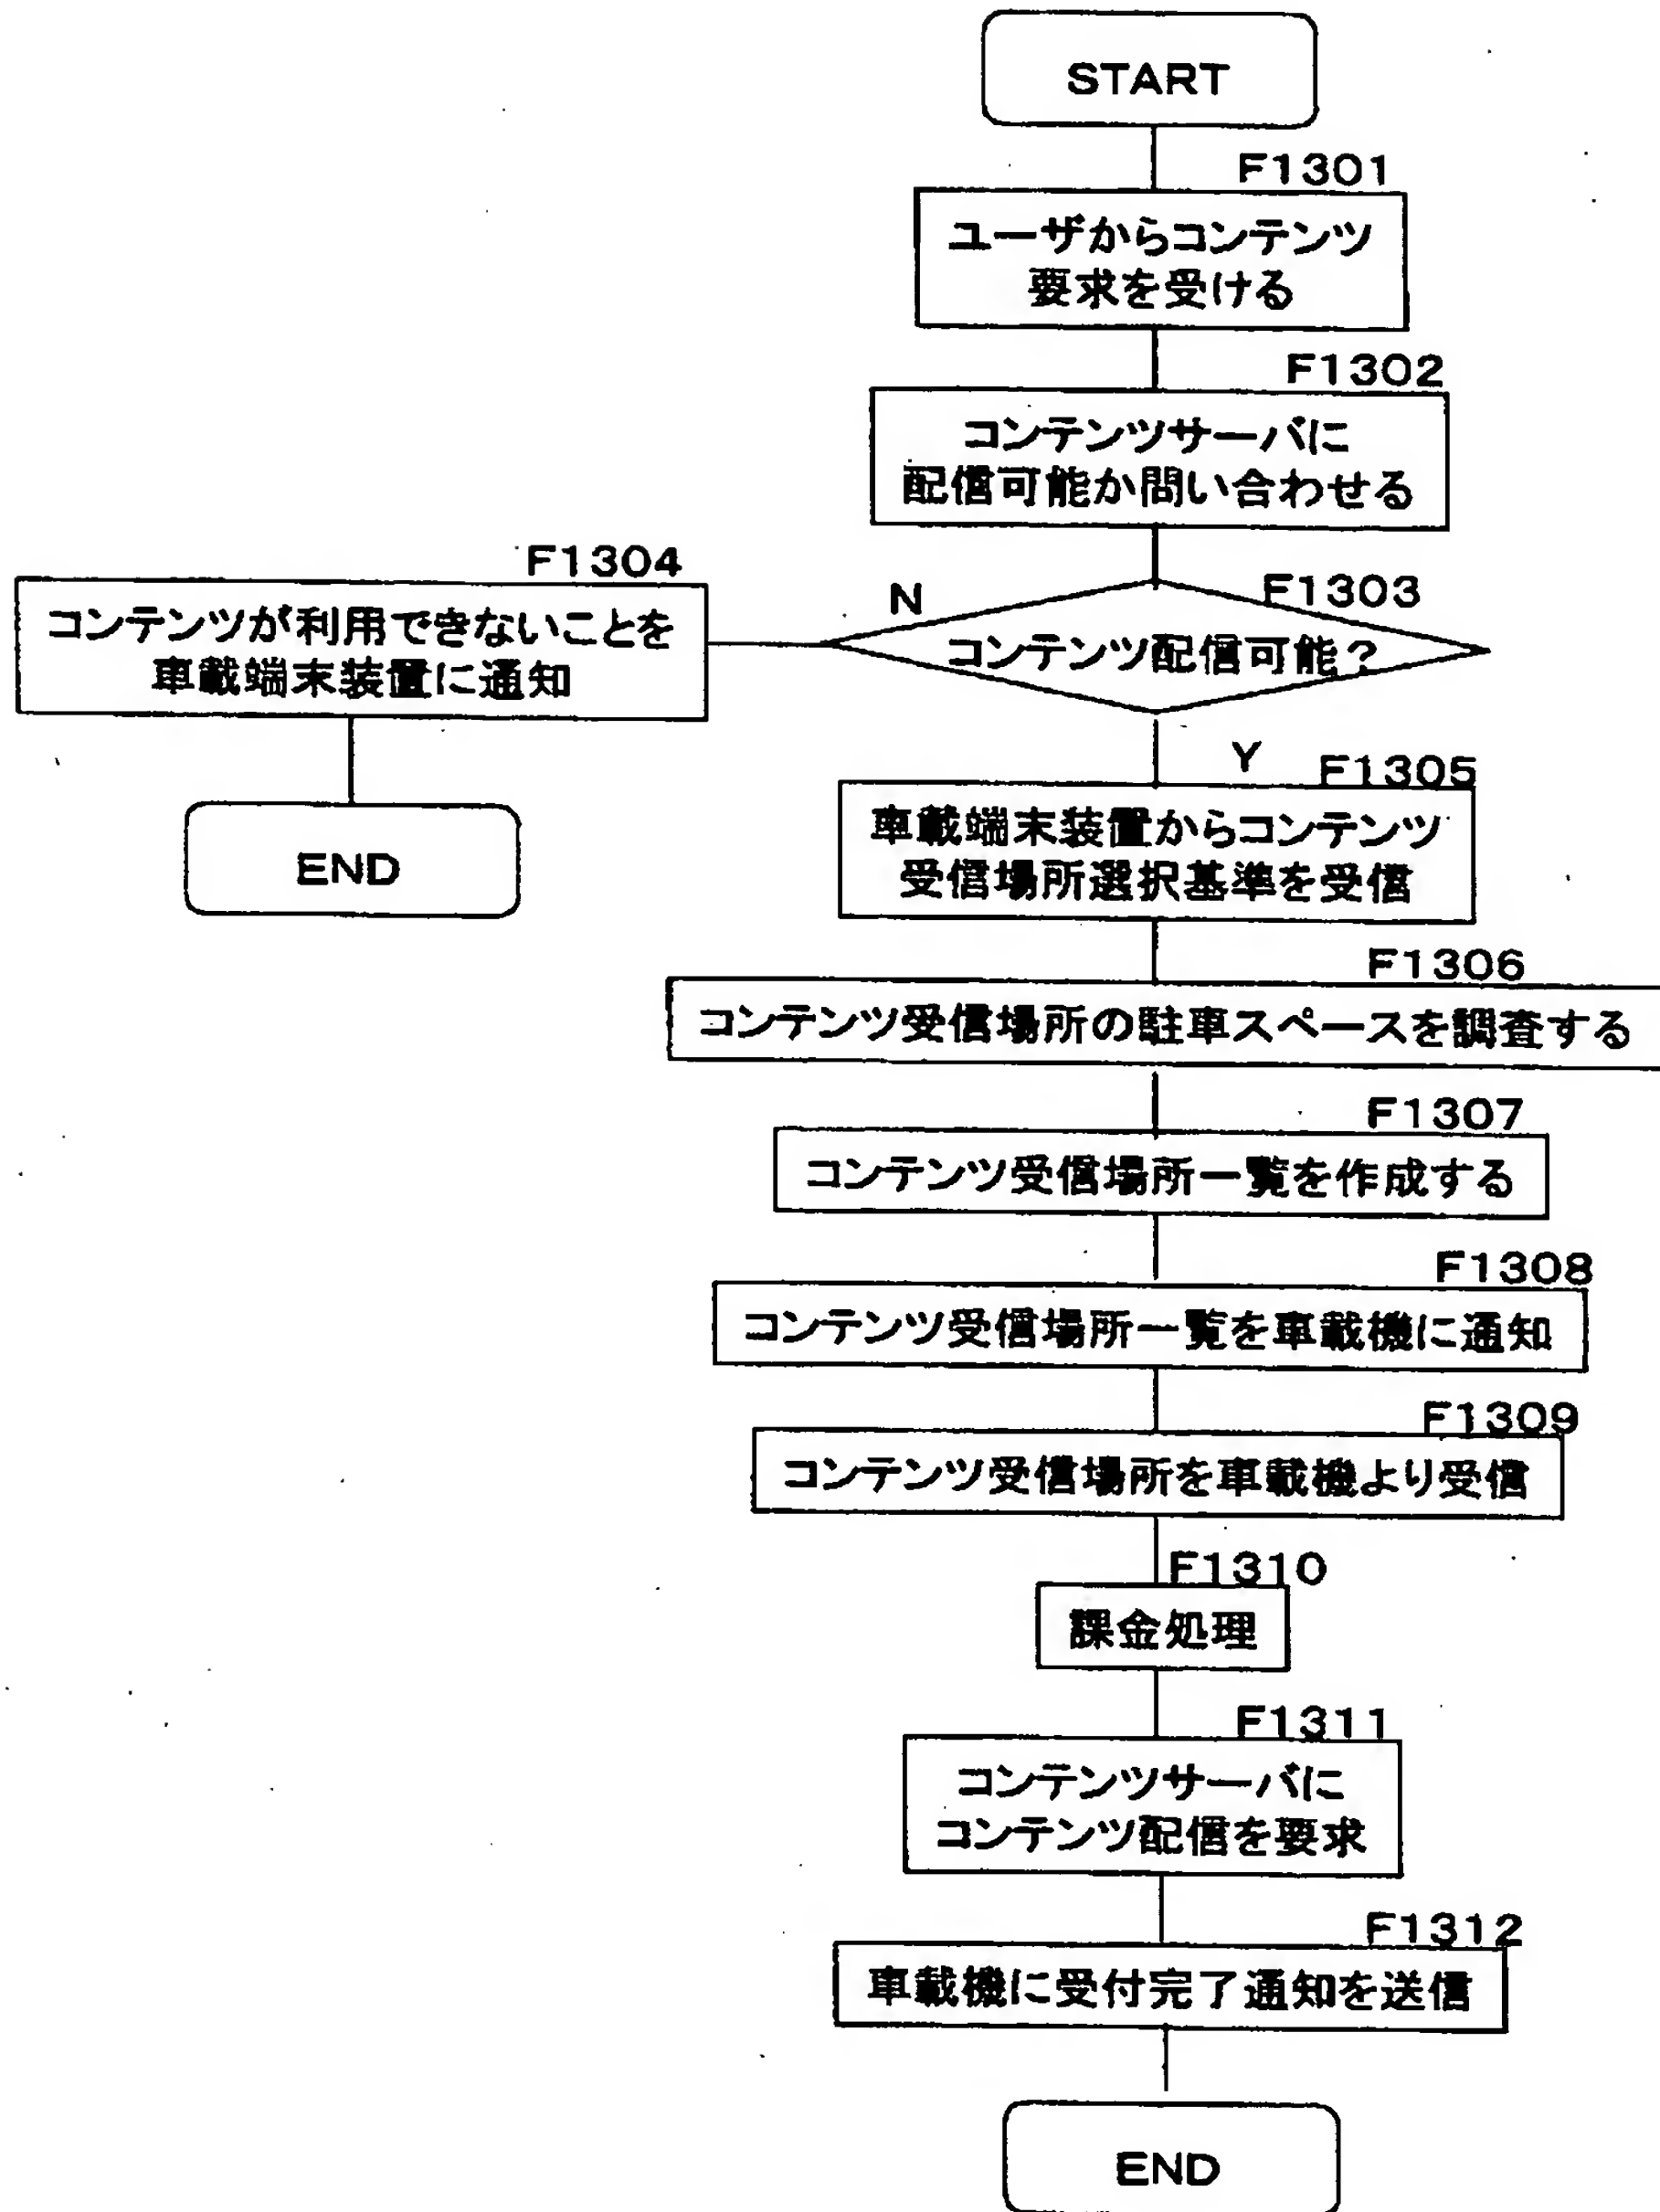 START
F1301
ユーザからコンテンツ
要求を受ける
F1302
コンテンツサーバに
配信可能か問い合わせる
F1303
コンテンツ配信可能？
N
F1304
コンテンツが利用できないことを
車載端末装置に通知
END
Y
F1305
車載端末装置からコンテンツ
受信場所選択基準を受信
F1306
コンテンツ受信場所の駐車スペースを調査する
F1307
コンテンツ受信場所一覧を作成する
F1308
コンテンツ受信場所一覧を車載機に通知
F1309
コンテンツ受信場所を車載機より受信
F1310
課金処理
F1311
コンテンツサーバに
コンテンツ配信を要求
F1312
車載機に受付完了通知を送信
END